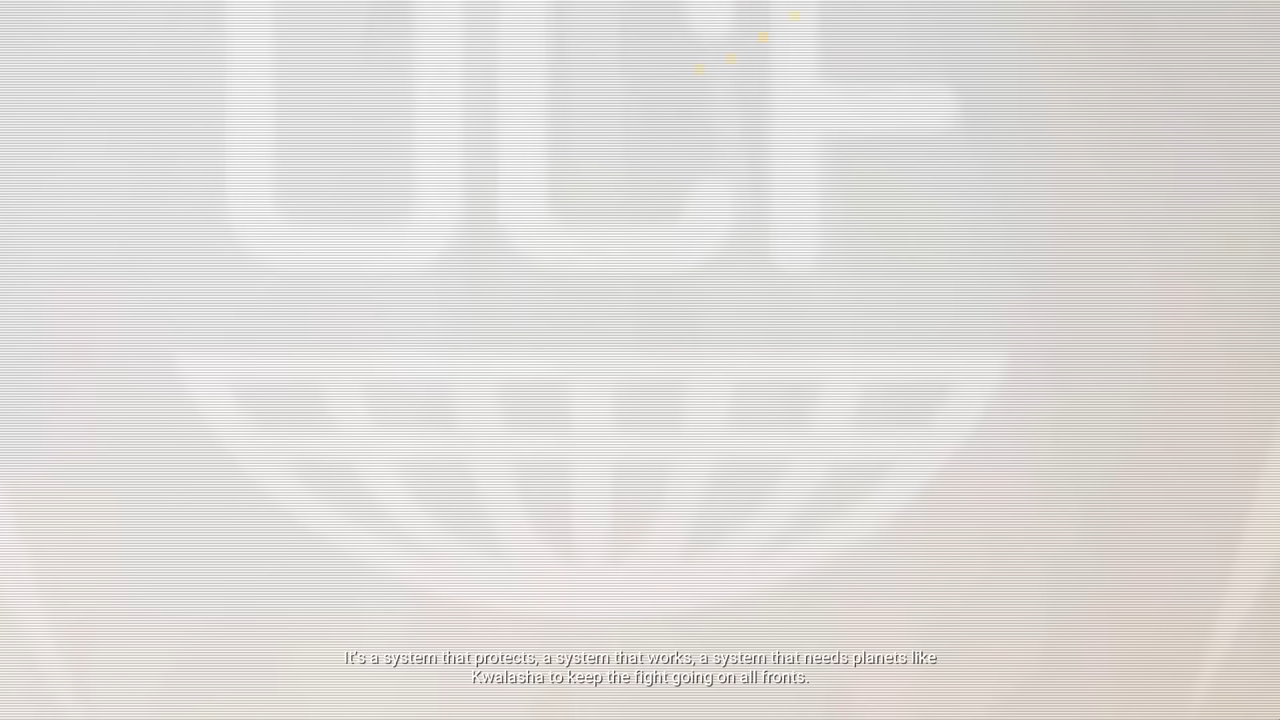 UCF
It's a system that protects, a system that works, a system that needs planets like
Kwalasha to keep the fight going on all fronts.